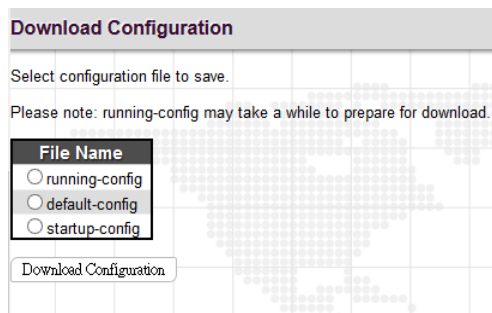 Download Configuration
Select configuration file to save.
Please note: running-config may take a while to prepare for download.
File Name
running-config
default-config
startup-config
Download Configuration